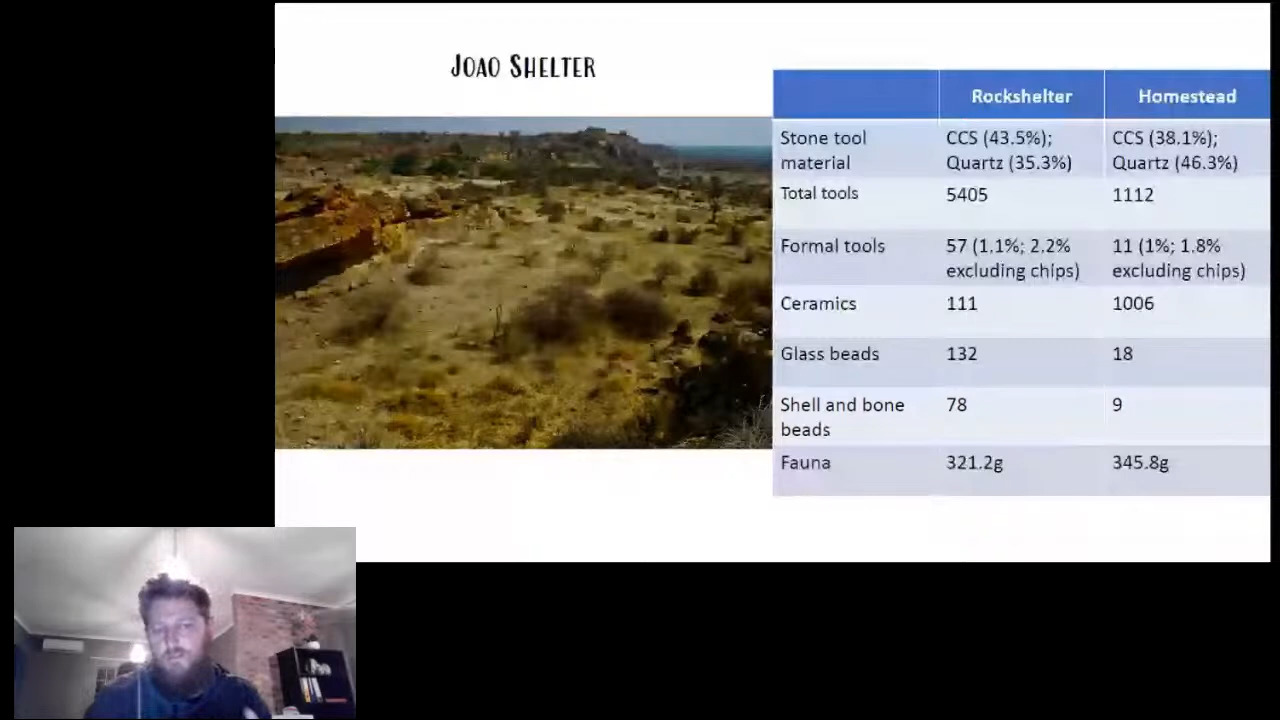 JOAO SHELTER
Rockshelter Homestead
Stone tool material CCS (43.5%); Quartz (35.3%) CCS (38.1%); Quartz (46.3%)
Total tools 5405 1112
Formal tools 57 (1.1%; 2.2% excluding chips) 11 (1%; 1.8% excluding chips)
Ceramics 111 1006
Glass beads 132 18
Shell and bone beads 78 9
Fauna 321.2g 345.8g